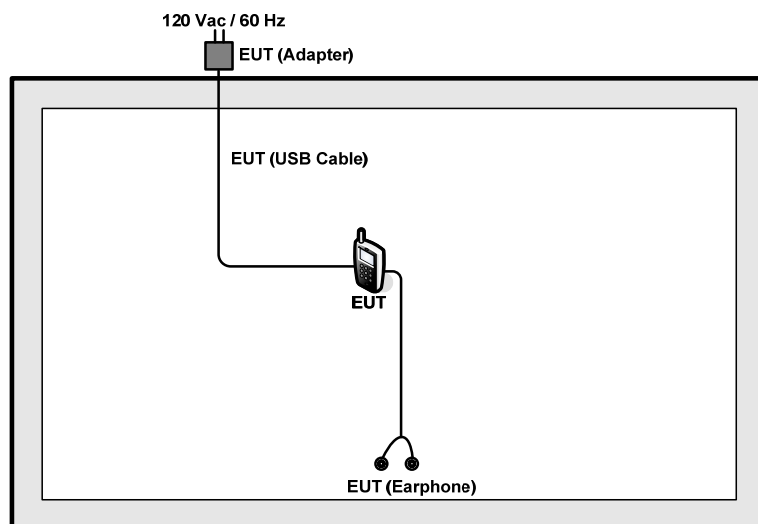 120 Vac / 60 Hz
EUT (Adapter)
EUT (USB Cable)
EUT
EUT (Earphone)